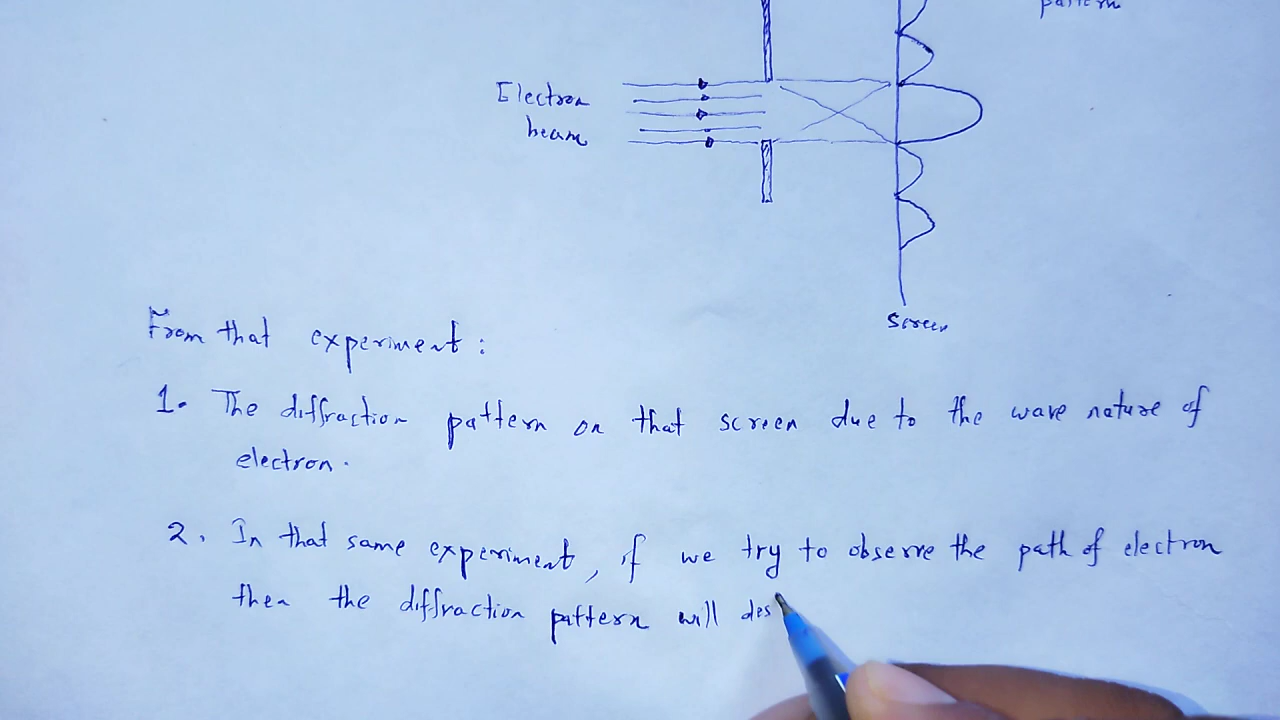 pattern
Electron
beam
screen
From that experiment :
1. The diffraction pattern on that screen due to the wave nature of
electron.
2. In that same experiment, if we try to observe the path of electron
then the diffraction pattern will des